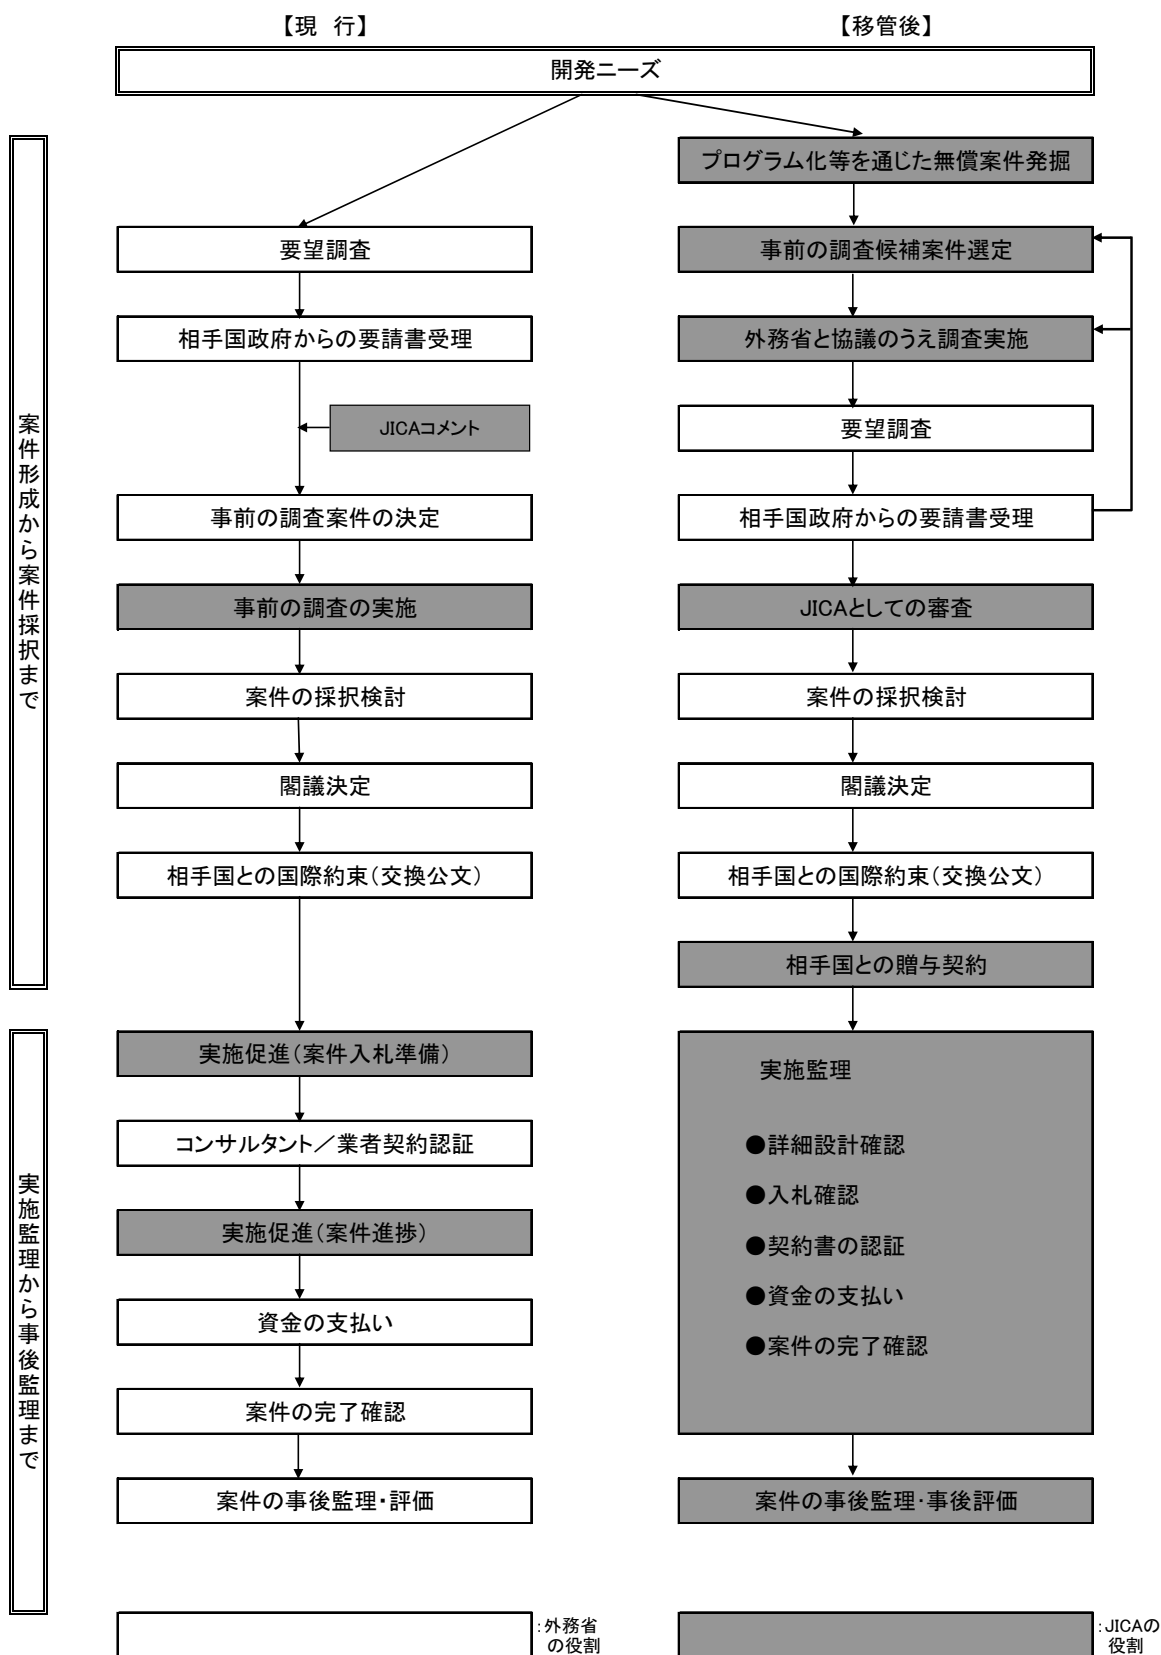 【現　行】
【移管後】
開発ニーズ
案件形成から案件採択まで
要望調査
相手国政府からの要請書受理
JICAコメント
事前の調査案件の決定
事前の調査の実施
案件の採択検討
閣議決定
相手国との国際約束（交換公文）
プログラム化等を通じた無償案件発掘
事前の調査候補案件選定
外務省と協議のうえ調査実施
要望調査
相手国政府からの要請書受理
JICAとしての審査
案件の採択検討
閣議決定
相手国との国際約束（交換公文）
相手国との贈与契約
実施監理から事後監理まで
実施促進（案件入札準備）
コンサルタント／業者契約認証
実施促進（案件進捗）
資金の支払い
案件の完了確認
案件の事後監理・評価
実施監理
●詳細設計確認
●入札確認
●契約書の認証
●資金の支払い
●案件の完了確認
案件の事後監理・事後評価
：外務省
の役割
：JICAの
役割